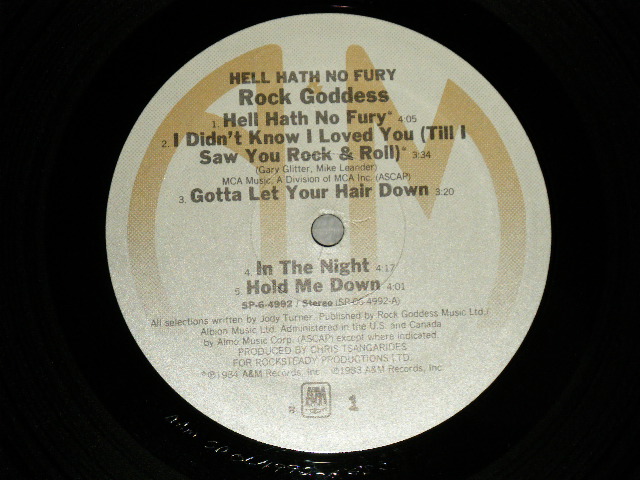 HELL HATH NO FURY
Rock Goddess
1. Hell Hath No Fury* 4:05
2. I Didn't Know I Loved You (Till I
Saw You Rock & Roll)* 3:34
(Gary Glitter, Mike Leander)
MCA Music, A Division of MCA Inc. (ASCAP)
3. Gotta Let Your Hair Down 3:20
4. In The Night 4:17
5. Hold Me Down 4:01
SP-6-4992 / Stereo (SP-06-4992-A)
All selections written by Jody Turner. Published by Rock Goddess Music Ltd./
Albion Music Ltd. Administered in the U.S. and Canada
by Almo Music Corp. (ASCAP) except where indicated.
PRODUCED BY CHRIS TSANGARIDES
FOR ROCKSTEADY PRODUCTIONS LTD.
*℗1984 A&M Records, Inc. ℗1983 A&M Records, Inc.
A&M
1